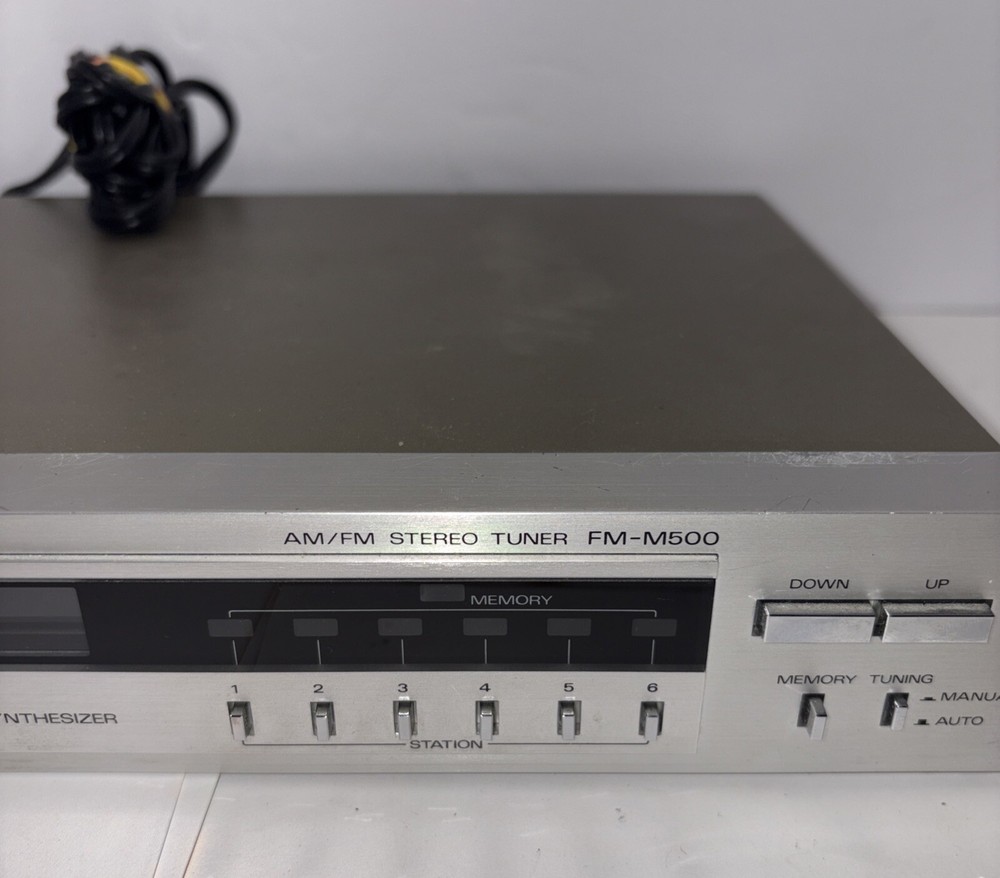 AM/FM STEREO TUNER FM-M500
MEMORY
DOWN UP
1 2 3 4 5 6
MEMORY TUNING
MANUA
AUTO
YNTHESIZER
STATION